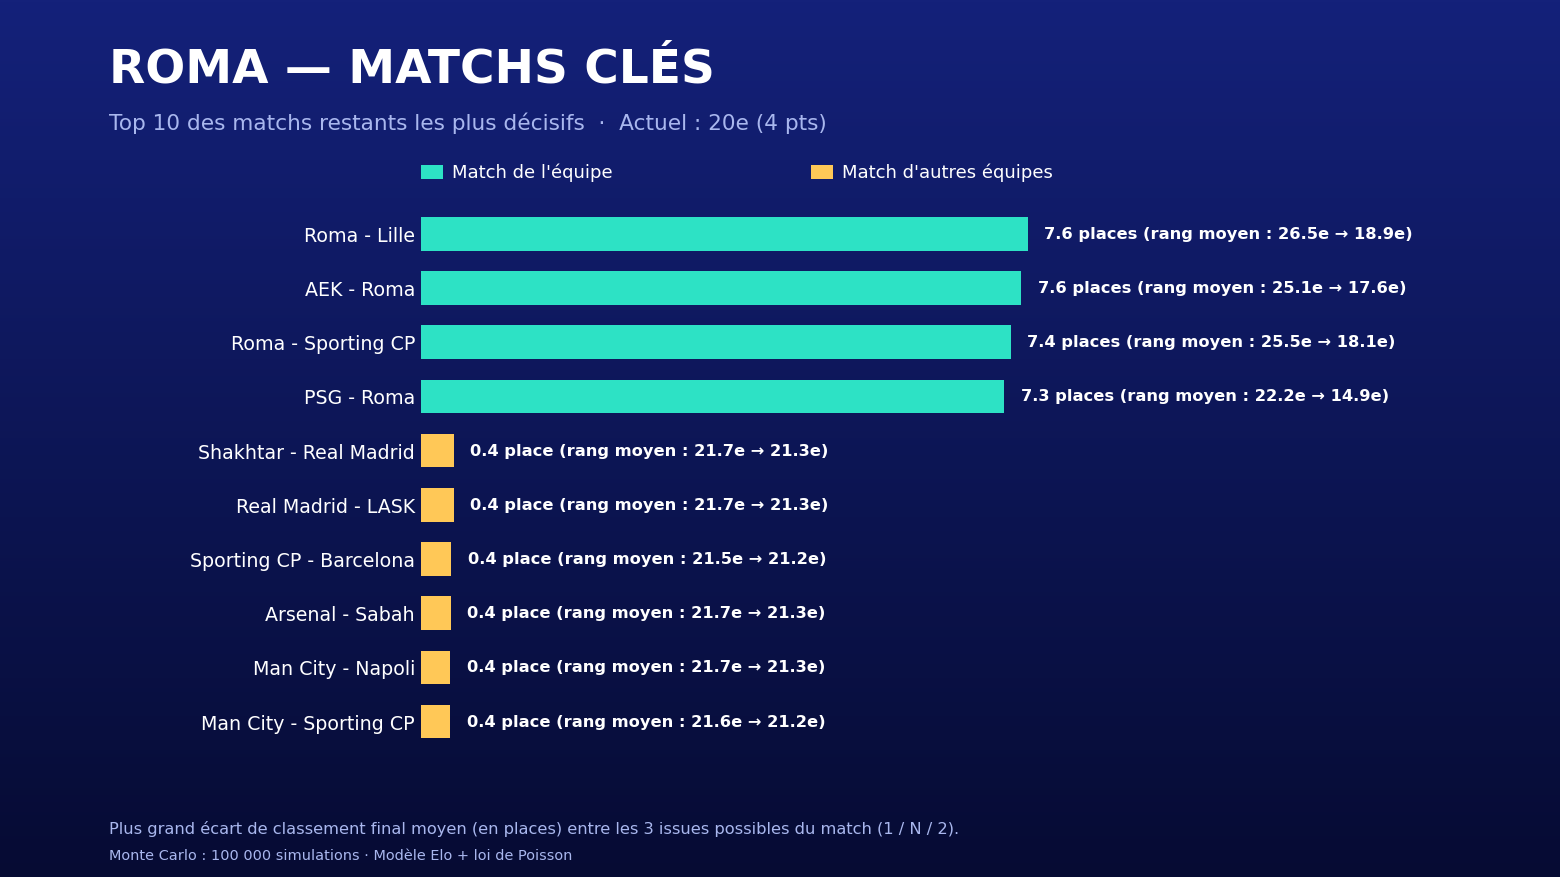 ROMA — MATCHS CLÉS
Top 10 des matchs restants les plus décisifs · Actuel : 20e (4 pts)
Match de l'équipe
Match d'autres équipes
Roma - Lille 7.6 places (rang moyen : 26.5e → 18.9e)
AEK - Roma 7.6 places (rang moyen : 25.1e → 17.6e)
Roma - Sporting CP 7.4 places (rang moyen : 25.5e → 18.1e)
PSG - Roma 7.3 places (rang moyen : 22.2e → 14.9e)
Shakhtar - Real Madrid 0.4 place (rang moyen : 21.7e → 21.3e)
Real Madrid - LASK 0.4 place (rang moyen : 21.7e → 21.3e)
Sporting CP - Barcelona 0.4 place (rang moyen : 21.5e → 21.2e)
Arsenal - Sabah 0.4 place (rang moyen : 21.7e → 21.3e)
Man City - Napoli 0.4 place (rang moyen : 21.7e → 21.3e)
Man City - Sporting CP 0.4 place (rang moyen : 21.6e → 21.2e)
Plus grand écart de classement final moyen (en places) entre les 3 issues possibles du match (1 / N / 2).
Monte Carlo : 100 000 simulations · Modèle Elo + loi de Poisson